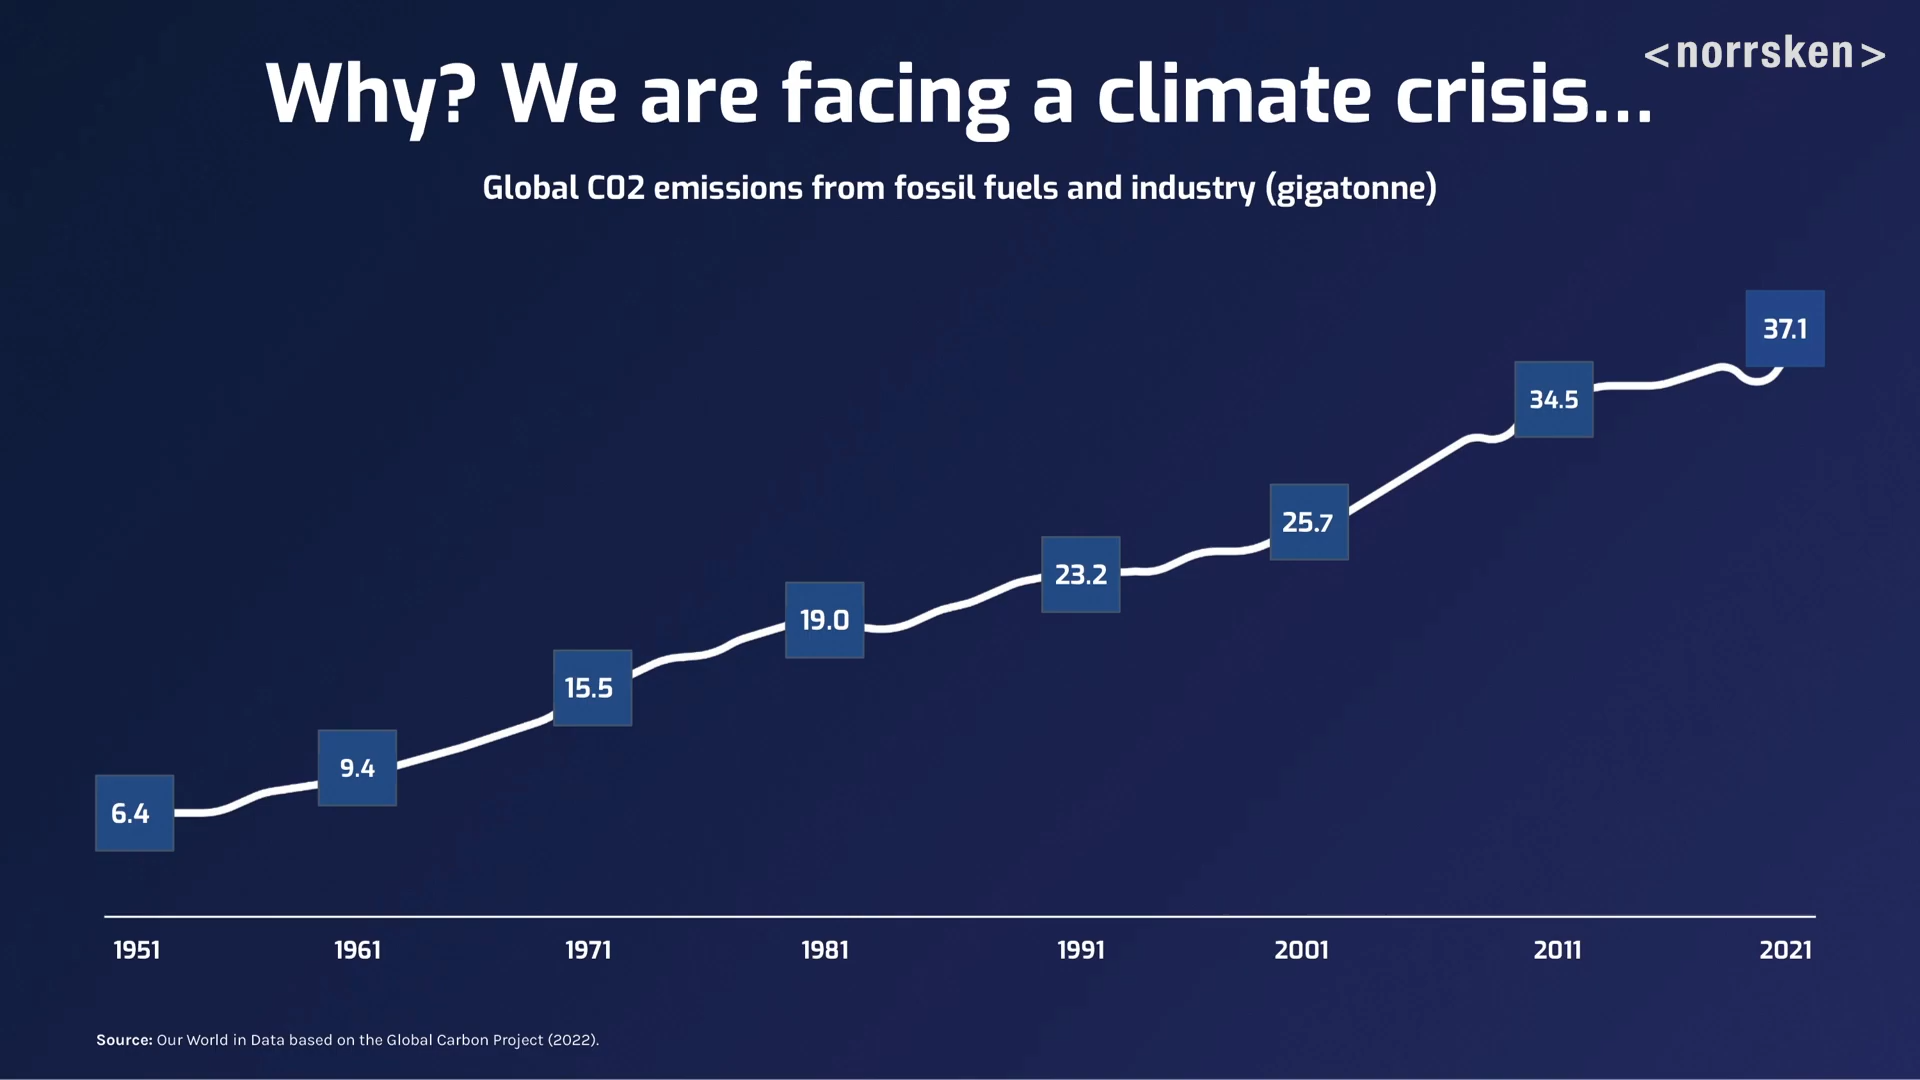 <norrsken>
Why? We are facing a climate crisis...
Global CO2 emissions from fossil fuels and industry (gigatonne)
37.1
34.5
25.7
23.2
19.0
15.5
9.4
6.4
1951 1961 1971 1981 1991 2001 2011 2021
Source: Our World in Data based on the Global Carbon Project (2022).